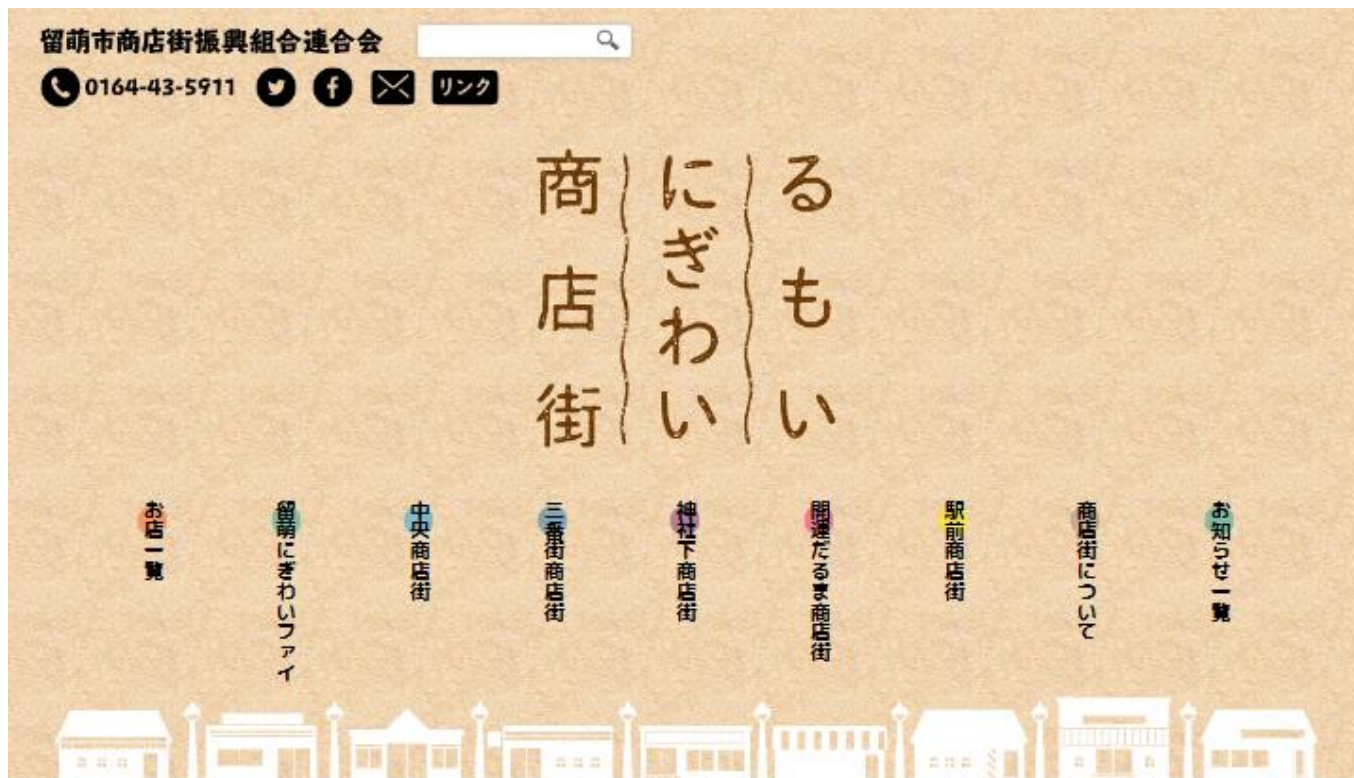 留萌市商店街振興組合連合会
0164-43-5911
リンク
るもい
にぎわい
商店街
お店一覧
留萌にぎわいファイ
中央商店街
三番街商店街
神社下商店街
開運だるま商店街
駅前商店街
商店街について
お知らせ一覧